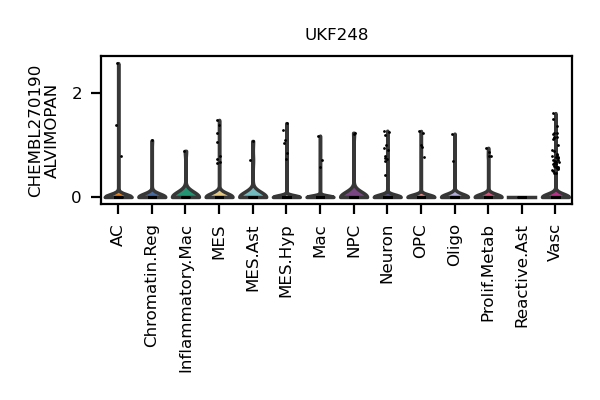 UKF248
CHEMBL270190
ALVIMOPAN
2
0
AC
Chromatin.Reg
Inflammatory.Mac
MES
MES.Ast
MES.Hyp
Mac
NPC
Neuron
OPC
Oligo
Prolif.Metab
Reactive.Ast
Vasc